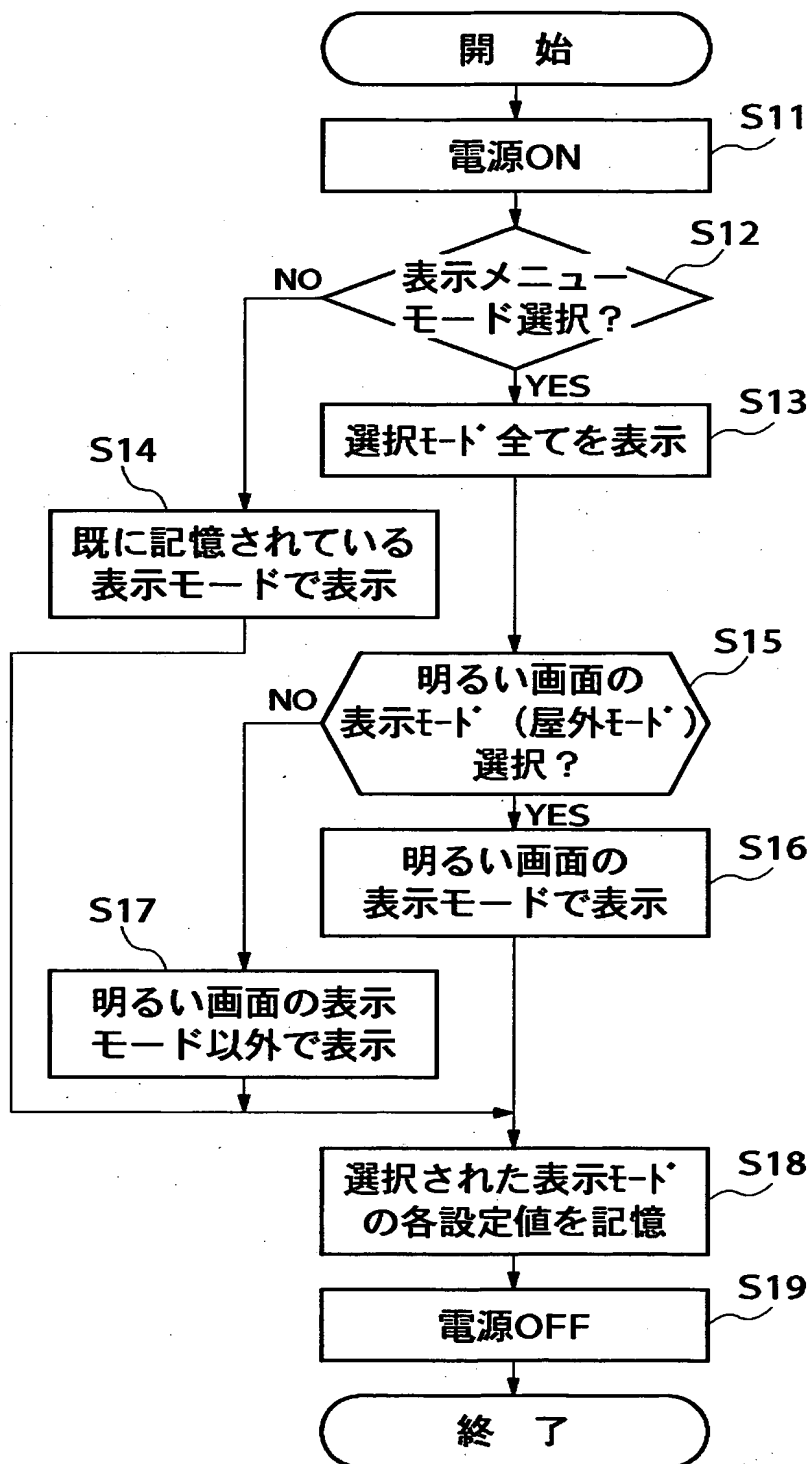 開 始
S11
電源ON
S12
表示メニュー
モード選択？
NO
YES
S13
選択ﾓｰﾄﾞ全てを表示
S14
既に記憶されている
表示モードで表示
S15
明るい画面の
表示ﾓｰﾄﾞ（屋外ﾓｰﾄﾞ）
選択？
NO
YES
S16
明るい画面の
表示モードで表示
S17
明るい画面の表示
モード以外で表示
S18
選択された表示ﾓｰﾄﾞ
の各設定値を記憶
S19
電源OFF
終 了